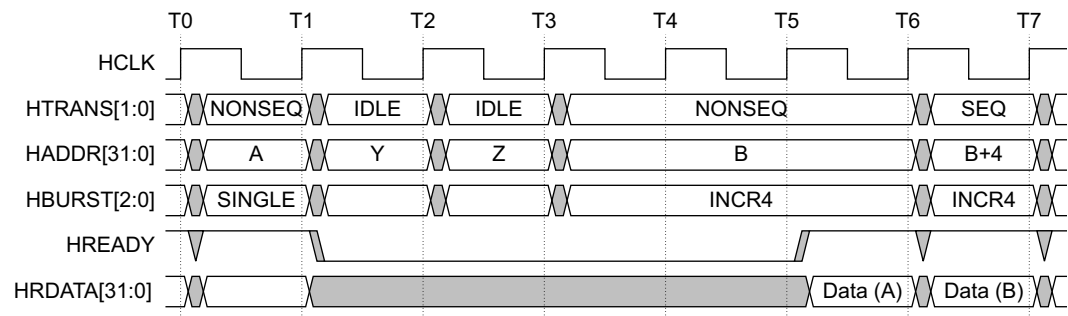 T0 T1 T2 T3 T4 T5 T6 T7
HCLK
HTRANS[1:0] NONSEQ IDLE IDLE NONSEQ SEQ
HADDR[31:0] A Y Z B B+4
HBURST[2:0] SINGLE INCR4 INCR4
HREADY
HRDATA[31:0] Data (A) Data (B)